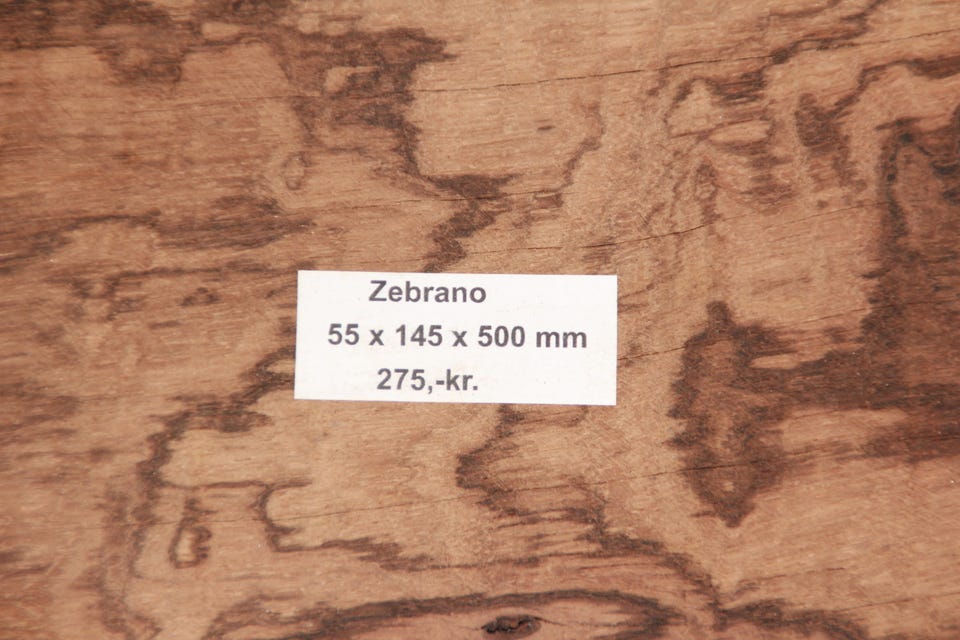 Zebrano
55 x 145 x 500 mm
275,-kr.